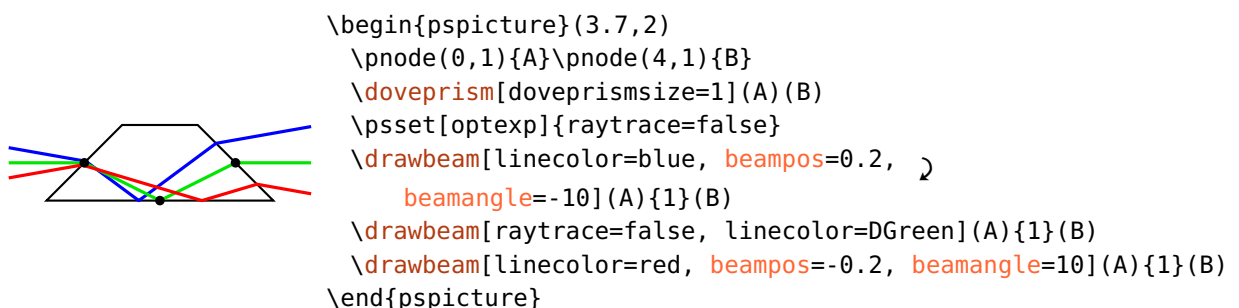 \begin{pspicture}(3.7,2)
\pnode(0,1){A}\pnode(4,1){B}
\doveprism[doveprismsize=1](A)(B)
\psset[optexp]{raytrace=false}
\drawbeam[linecolor=blue, beampos=0.2,
beamangle=-10](A){1}(B)
\drawbeam[raytrace=false, linecolor=DGreen](A){1}(B)
\drawbeam[linecolor=red, beampos=-0.2, beamangle=10](A){1}(B)
\end{pspicture}